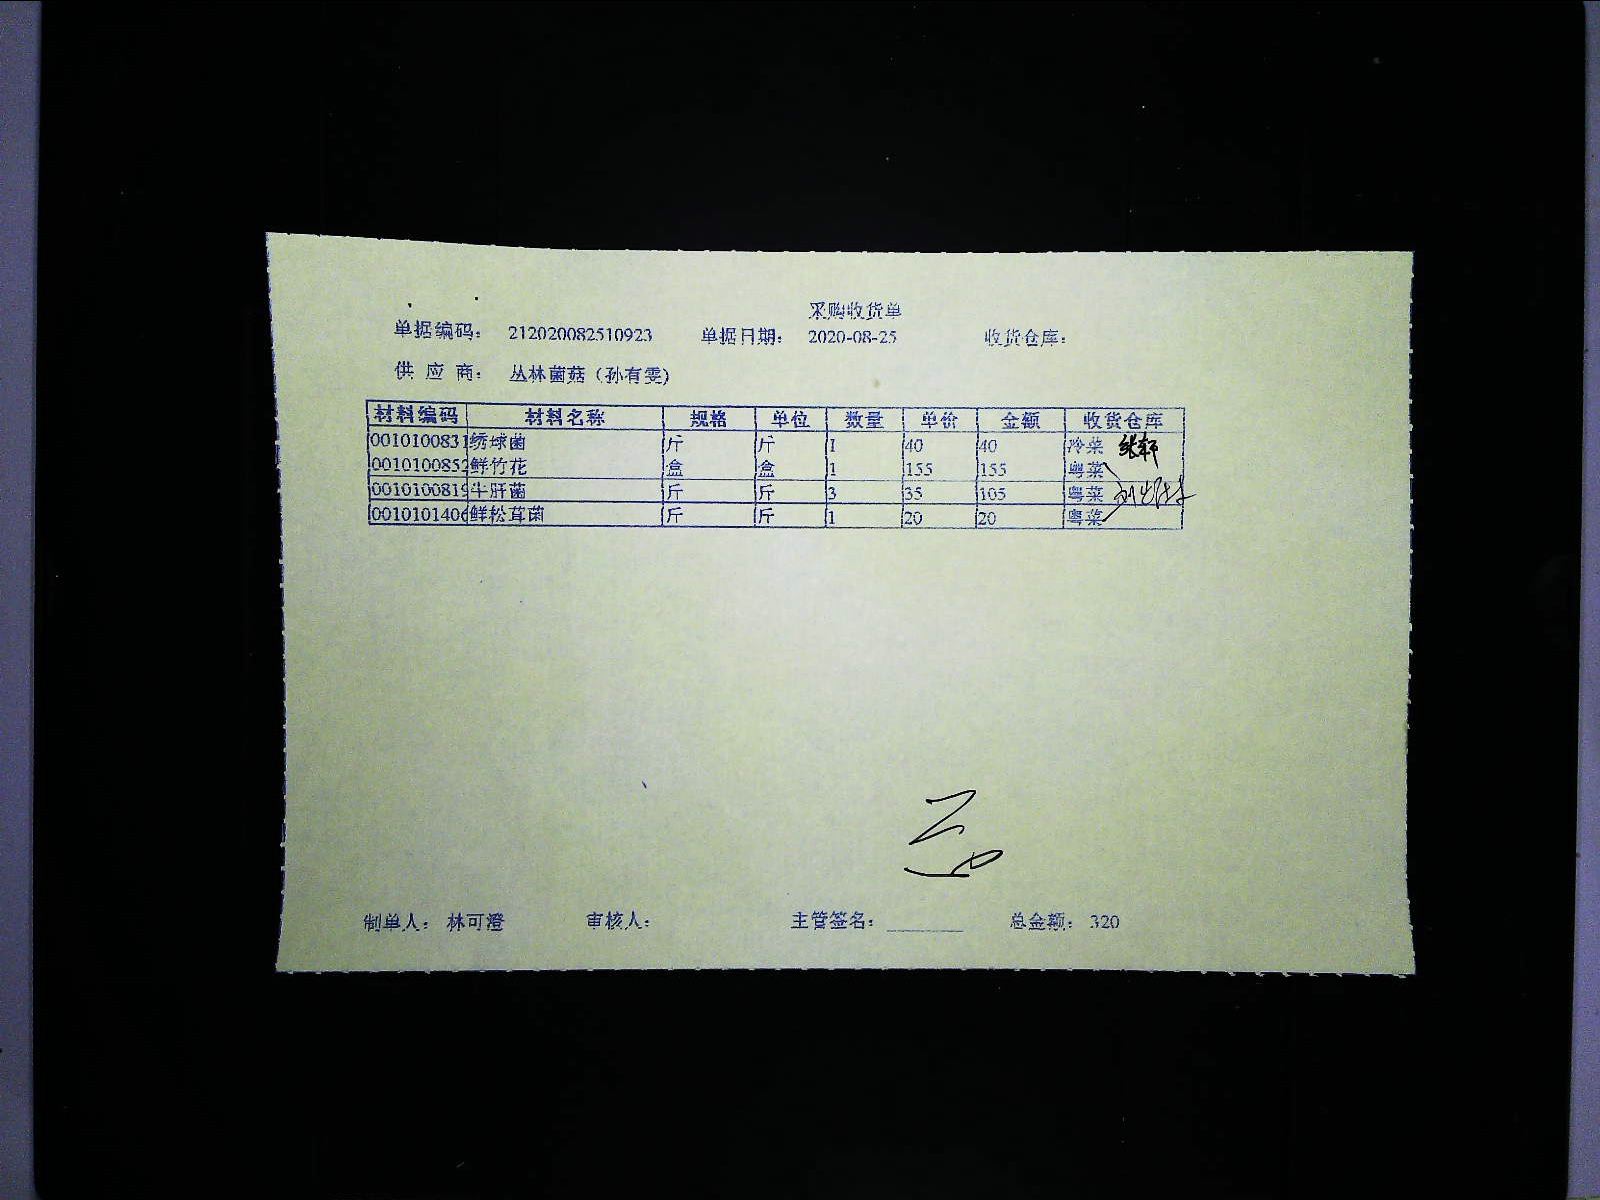 采购收货单
单据编码: 212020082510923 单据日期: 2020-08-25 收货仓库:
供 应 商: 丛林菌菇 (孙有雯)
材料编码 材料名称 规格 单位 数量 单价 金额 收货仓库
0010100831 绣球菌 斤 斤 1 40 40 冷菜
001010085 鲜竹花 盒 盒 1 155 155 粤菜
001010081 牛肝菌 斤 斤 3 35 105 粤菜
001010140 鲜松茸菌 斤 斤 1 20 20 粤菜
制单人: 林可澄 审核人: 主管签名: 总金额: 320